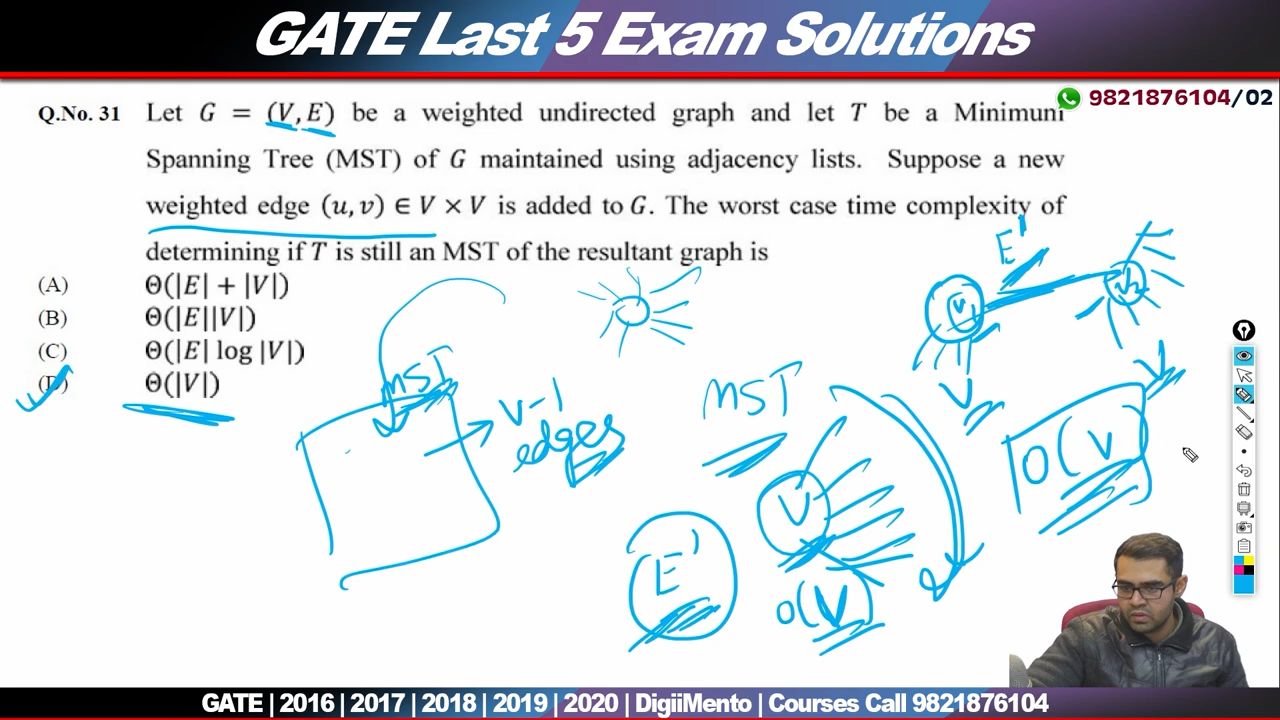 GATE Last 5 Exam Solutions
9821876104/02
Q.No. 31 Let G = (V, E) be a weighted undirected graph and let T be a Minimum
Spanning Tree (MST) of G maintained using adjacency lists. Suppose a new
weighted edge (u, v) ∈ V × V is added to G. The worst case time complexity of
determining if T is still an MST of the resultant graph is
(A) Θ(|E| + |V|)
(B) Θ(|E||V|)
(C) Θ(|E| log |V|)
(D) Θ(|V|)
E'
V
MST
V-1
edges
MST
V
V
O(V)
V
E'
O(V)
GATE | 2016 | 2017 | 2018 | 2019 | 2020 | DigiiMento | Courses Call 9821876104